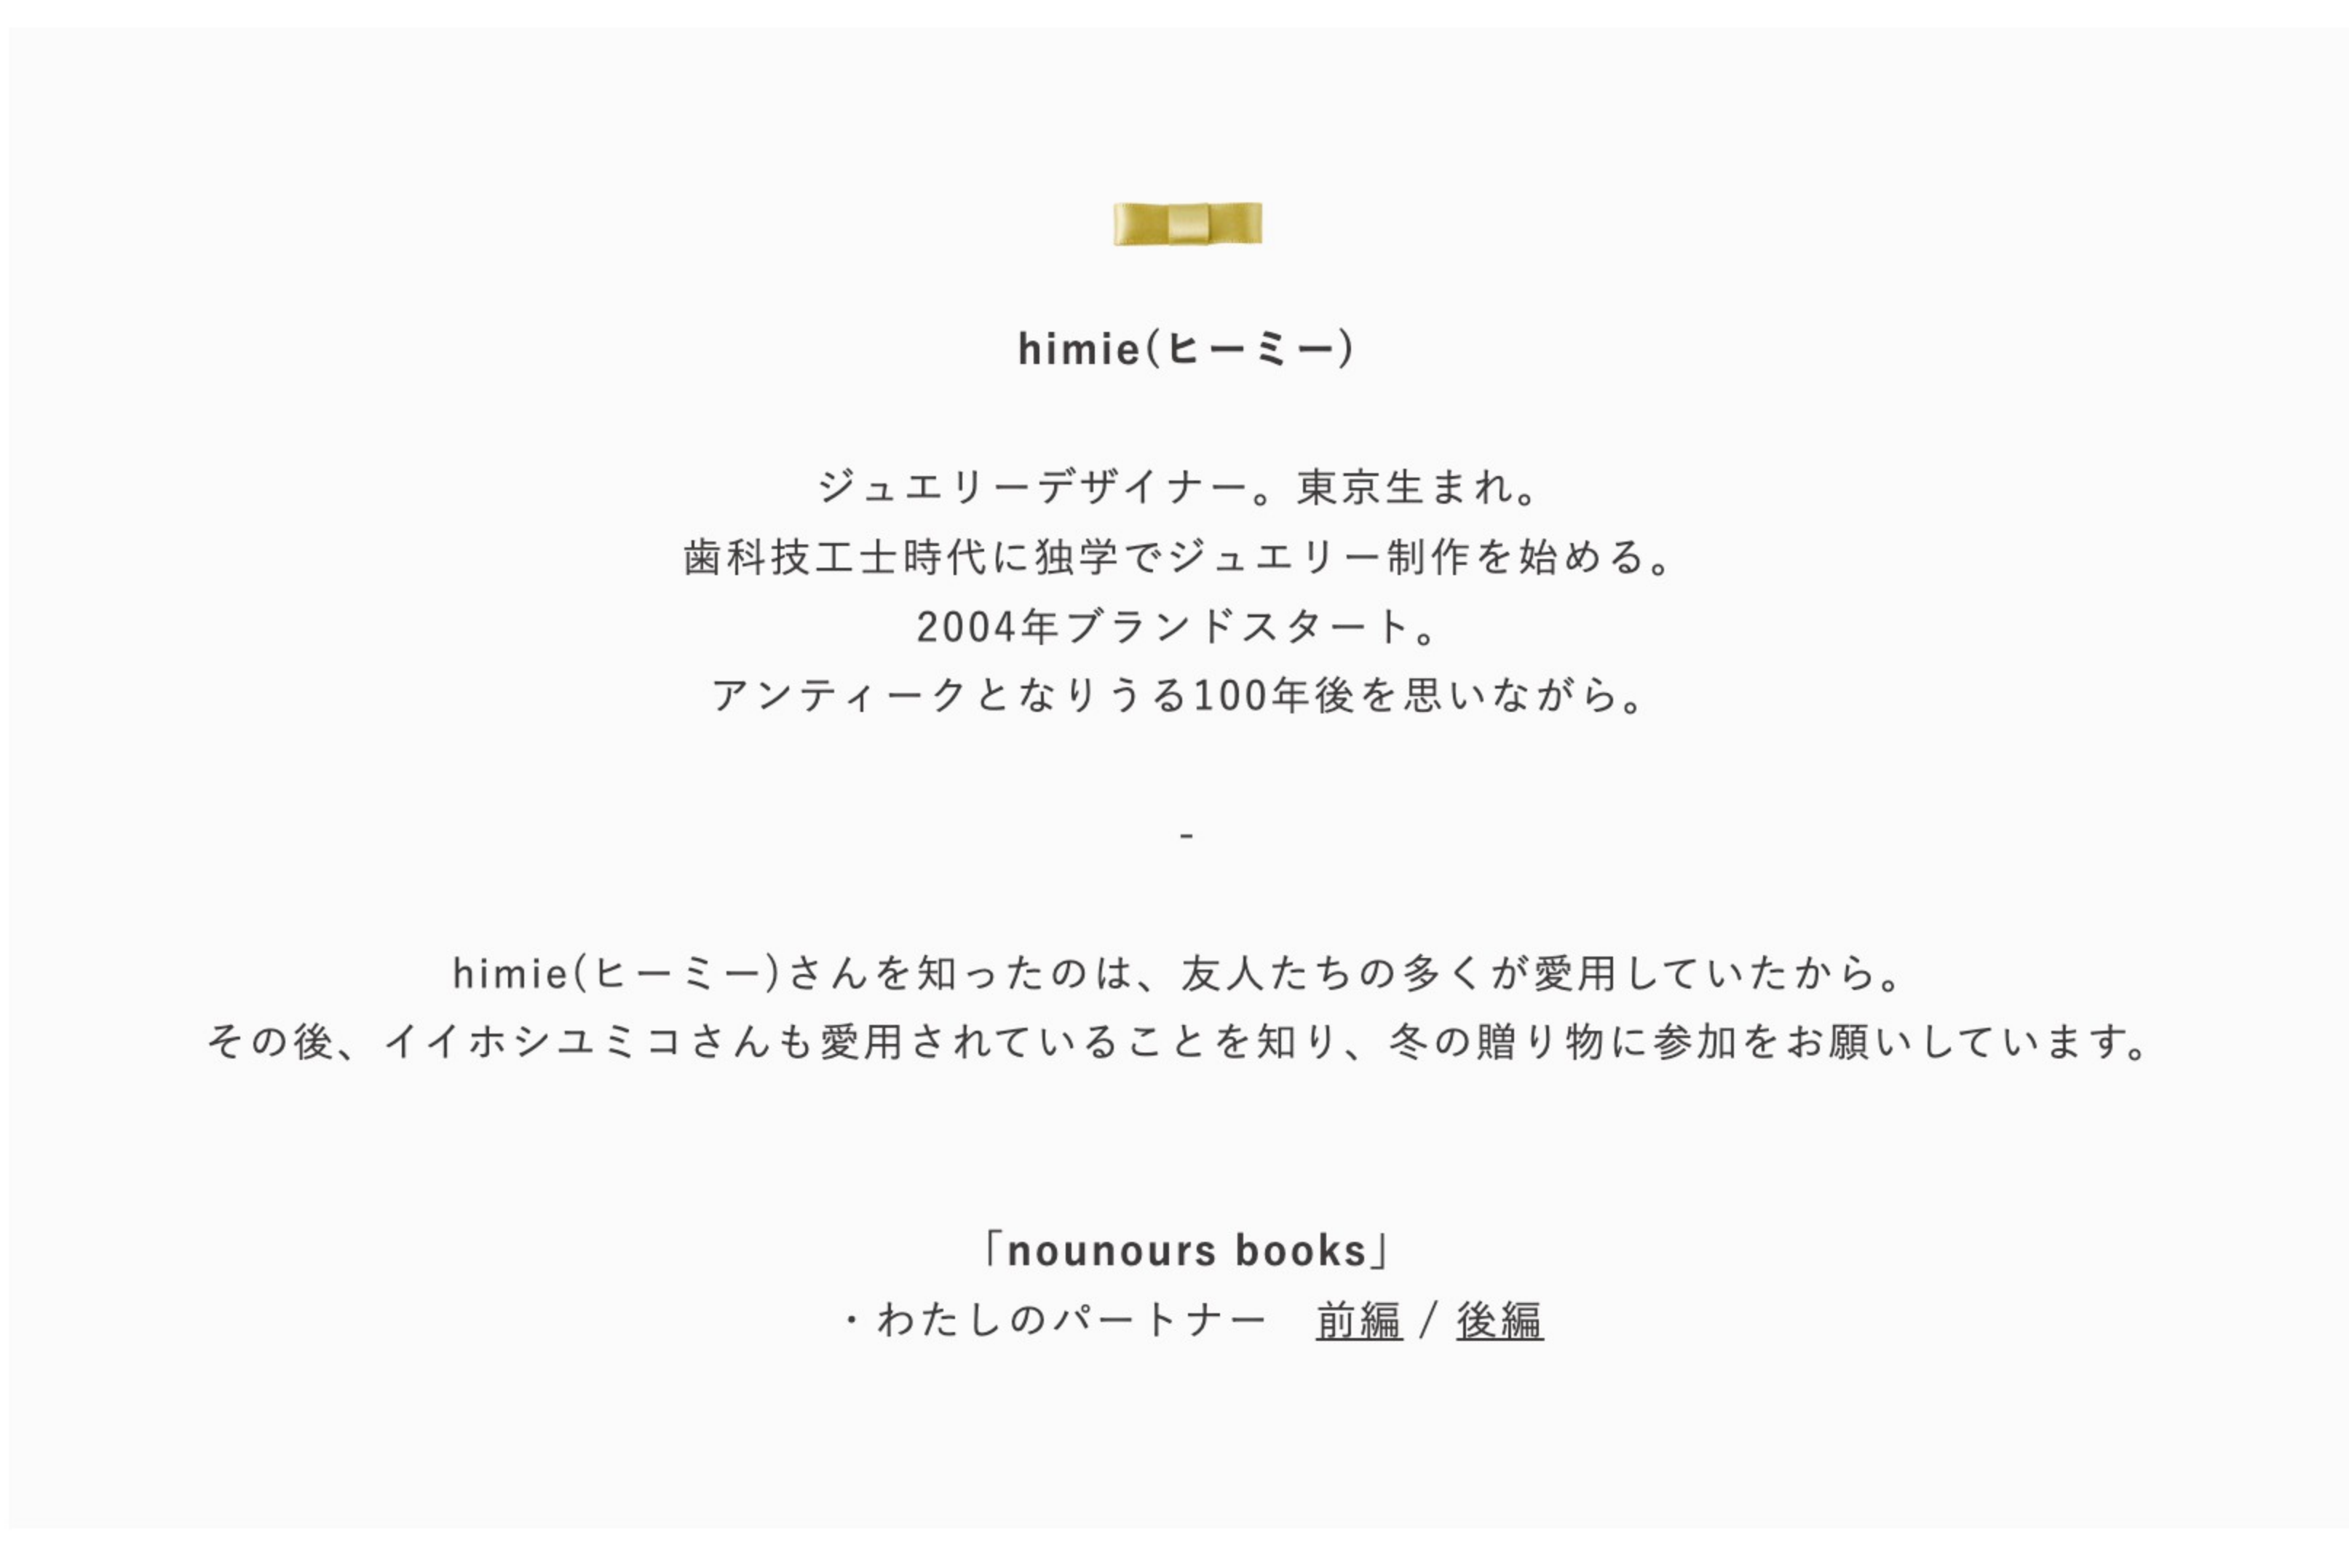 himie(ヒーミー)
ジュエリーデザイナー。東京生まれ。
歯科技工士時代に独学でジュエリー制作を始める。
2004年ブランドスタート。
アンティークとなりうる100年後を思いながら。
-
himie(ヒーミー)さんを知ったのは、友人たちの多くが愛用していたから。
その後、イイホシユミコさんも愛用されていることを知り、冬の贈り物に参加をお願いしています。
「nounours books」
・わたしのパートナー　前編 / 後編